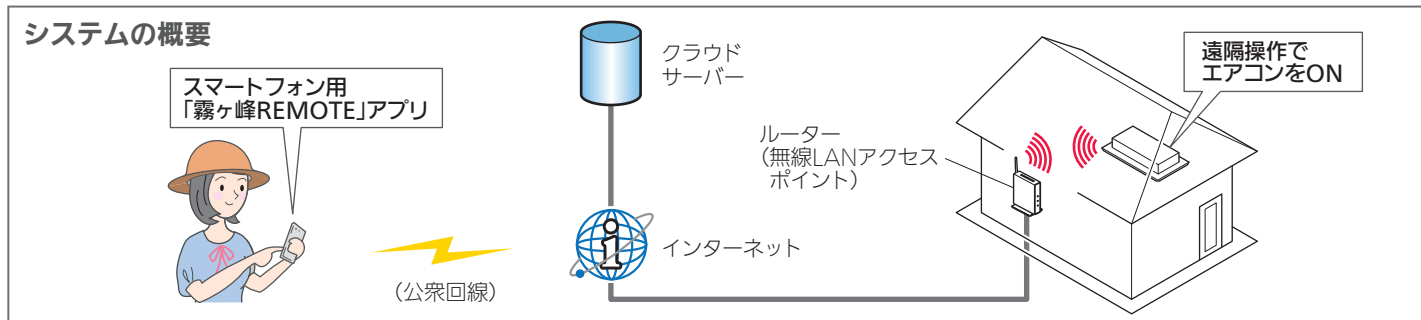 システムの概要
スマートフォン用
「霧ヶ峰REMOTE」アプリ
クラウド
サーバー
遠隔操作で
エアコンをON
ルーター
（無線LANアクセス
ポイント）
インターネット
（公衆回線）